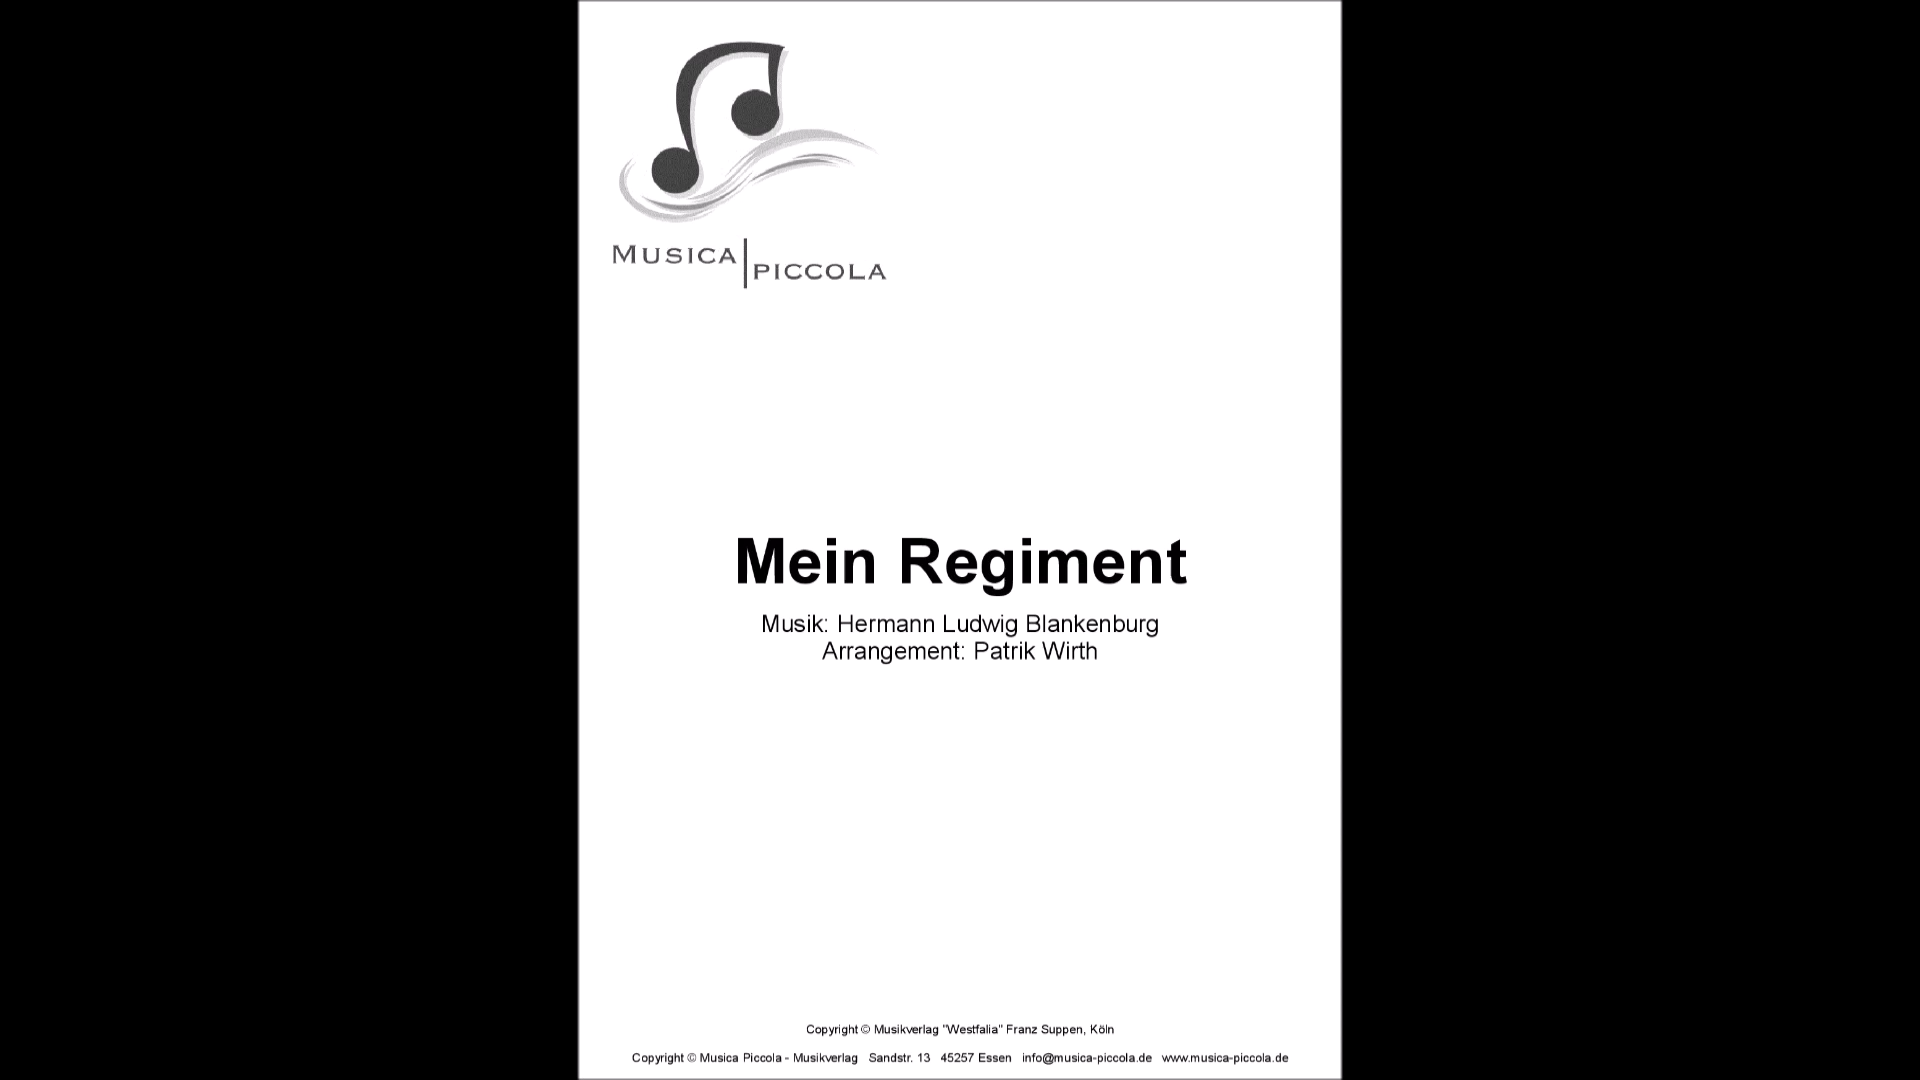 Musica
piccola
Mein Regiment
Musik: Hermann Ludwig Blankenburg
Arrangement: Patrik Wirth
Copyright © Musikverlag "Westfalia" Franz Suppen, Köln
Copyright © Musica Piccola - Musikverlag Sandstr. 13 45257 Essen info@musica-piccola.de www.musica-piccola.de